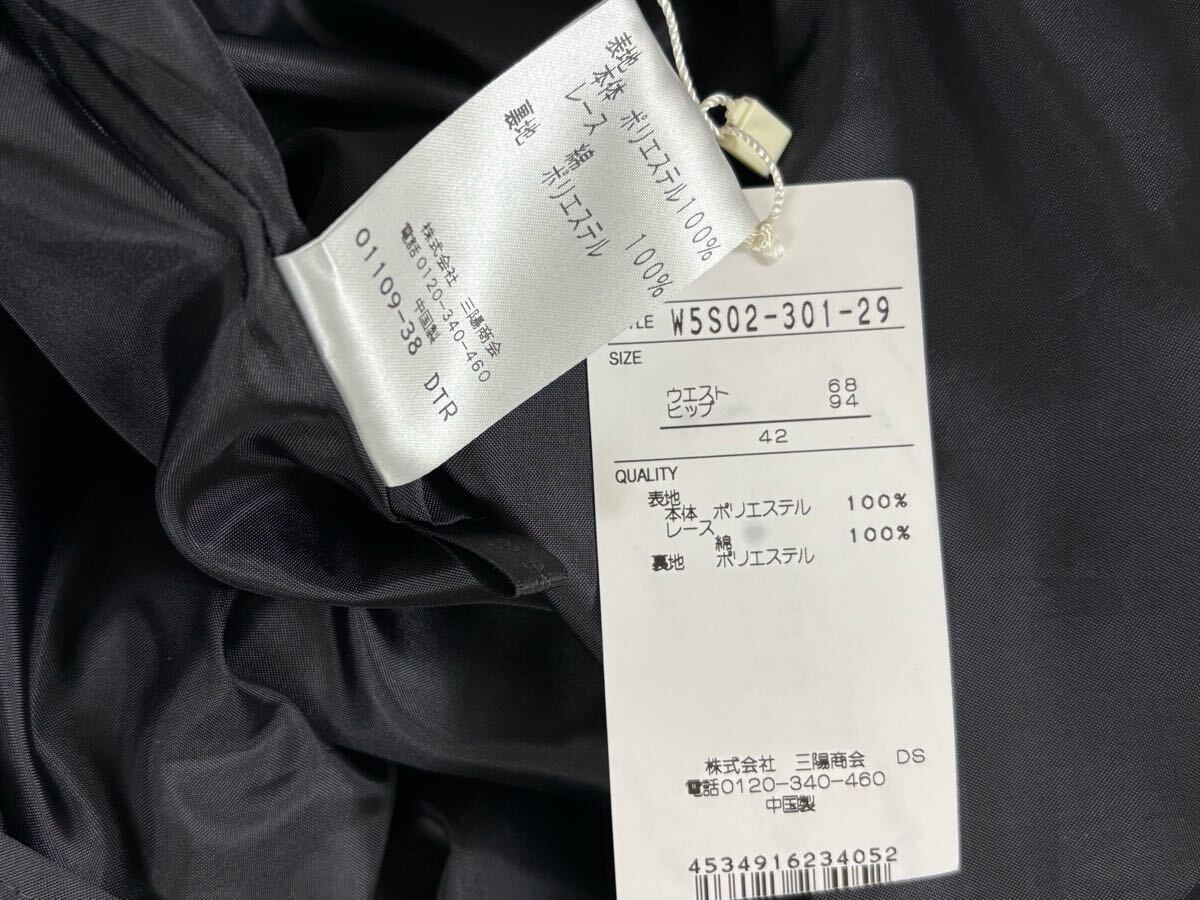 表地
本体 ポリエステル100%
レース 綿 100%
裏地 ポリエステル
株式会社 三陽商会
電話0120-340-460
中国製
01109-38 DTR
W5S02-301-29
SIZE
ウエスト 68
ヒップ 94
42
QUALITY
表地
本体 ポリエステル 100%
レース
綿 100%
裏地 ポリエステル
株式会社 三陽商会 DS
電話0120-340-460
中国製
4534916234052